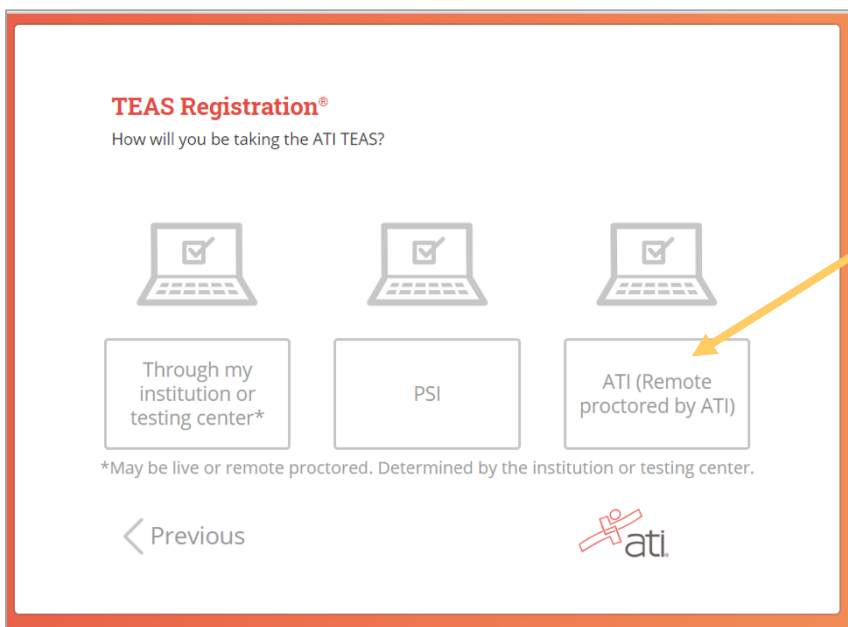 TEAS Registration®
How will you be taking the ATI TEAS?
Through my
institution or
testing center*
PSI
ATI (Remote
proctored by ATI)
*May be live or remote proctored. Determined by the institution or testing center.
Previous
ati